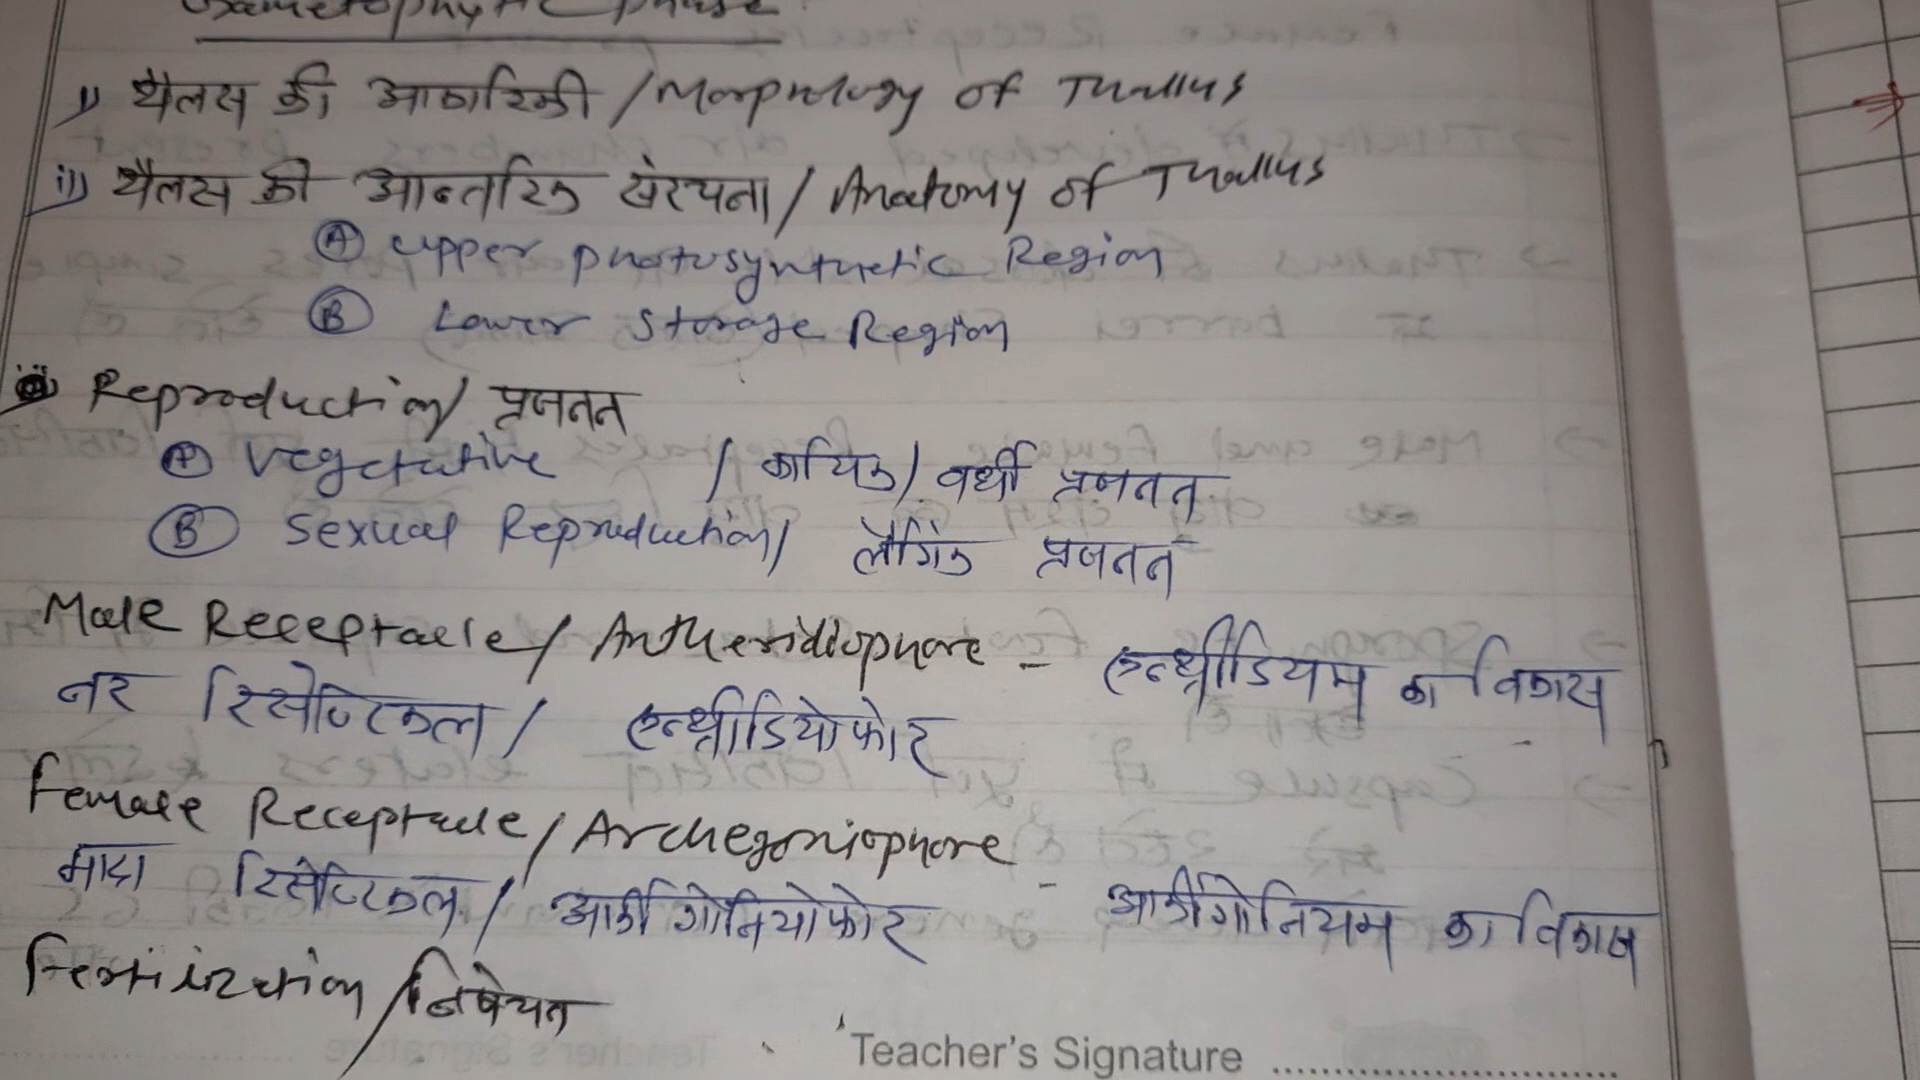 Gametophytic phase
i) थैलस की आकारिकी / Morphology of Thallus
ii) थैलस की आन्तरिक संरचना / Anatomy of Thallus
(A) upper photosynthetic Region
(B) Lower Storage Region
iii) Reproduction / प्रजनन
(A) Vegetative / कायिक / वर्धी प्रजनन
(B) Sexual Reproduction / लैंगिक प्रजनन
Male Receptacle / Antheridiophore - एन्थ्रीडियम का विकास
नर रिसेप्टिकल / एन्थ्रीडियोफोर
Female Receptacle / Archegoniophore
मादा रिसेप्टिकल / आर्कीगोनियोफोर - आर्कीगोनियम का विकास
Fertilization / निषेचन
Teacher's Signature ..............................